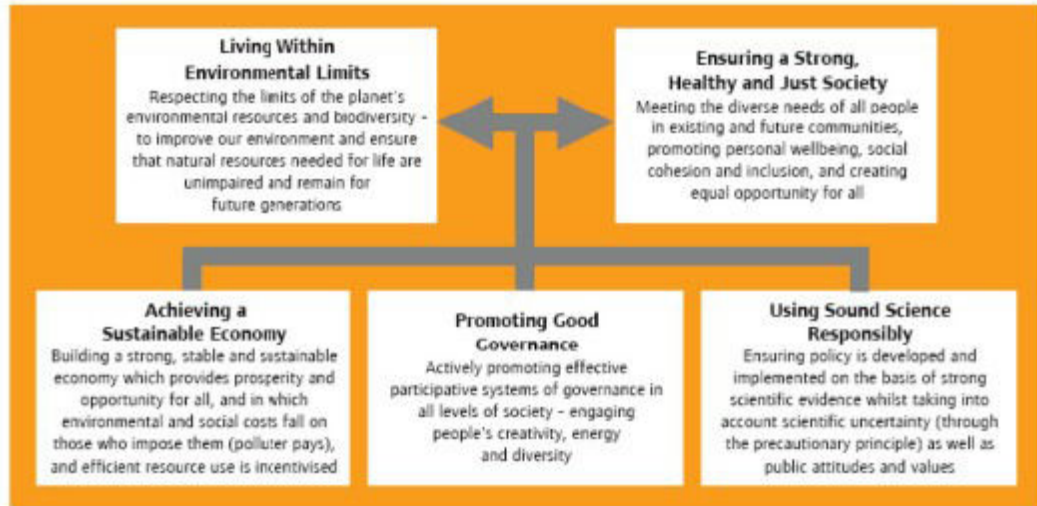 Living Within
Environmental Limits
Respecting the limits of the planet's
environmental resources and biodiversity –
to improve our environment and ensure
that natural resources needed for life are
unimpaired and remain for
future generations
Ensuring a Strong,
Healthy and Just Society
Meeting the diverse needs of all people
in existing and future communities,
promoting personal wellbeing, social
cohesion and inclusion, and creating
equal opportunity for all
Achieving a
Sustainable Economy
Building a strong, stable and sustainable
economy which provides prosperity and
opportunity for all, and in which
environmental and social costs fall on
those who impose them (polluter pays),
and efficient resource use is incentivised
Promoting Good
Governance
Actively promoting effective
participative systems of governance in
all levels of society – engaging
people's creativity, energy
and diversity
Using Sound Science
Responsibly
Ensuring policy is developed and
implemented on the basis of strong
scientific evidence whilst taking into
account scientific uncertainty (through
the precautionary principle) as well as
public attitudes and values